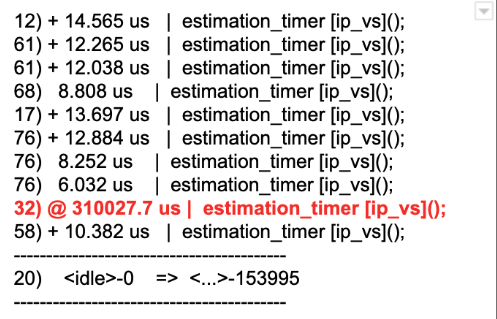 12) + 14.565 us   |  estimation_timer [ip_vs]();
61) + 12.265 us   |  estimation_timer [ip_vs]();
61) + 12.038 us   |  estimation_timer [ip_vs]();
68)   8.808 us    |  estimation_timer [ip_vs]();
17) + 13.697 us   |  estimation_timer [ip_vs]();
76) + 12.884 us   |  estimation_timer [ip_vs]();
76)   8.252 us    |  estimation_timer [ip_vs]();
76)   6.032 us    |  estimation_timer [ip_vs]();
32) @ 310027.7 us |  estimation_timer [ip_vs]();
58) + 10.382 us   |  estimation_timer [ip_vs]();
------------------------------------------
20)    <idle>-0    =>  <...>-153995
------------------------------------------